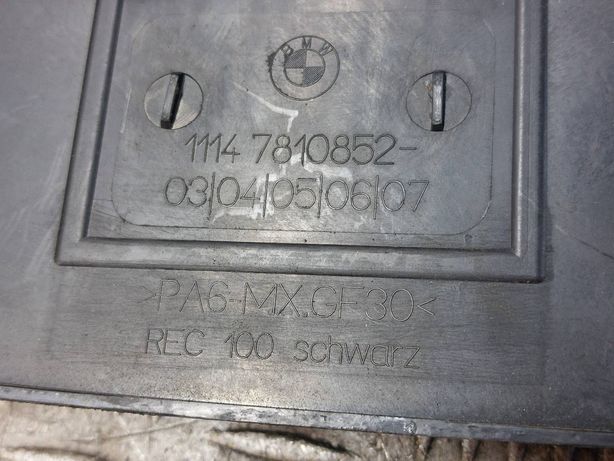 BMW
1114 7810852-
03/04/05/06/07
>PA6-MX.GF30<
REC 100 schwarz